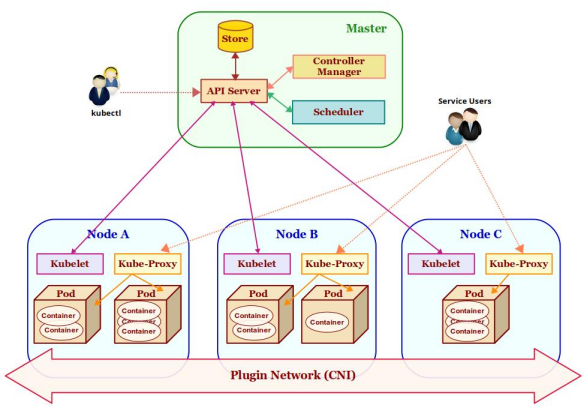 Master
Store
Controller
Manager
API Server
Scheduler
kubectl
Service Users
Node A
Node B
Node C
Kubelet
Kube-Proxy
Kubelet
Kube-Proxy
Kubelet
Kube-Proxy
Pod
Container
Container
Pod
Container
Container
Container
Pod
Container
Container
Pod
Container
Pod
Container
Container
Container
Plugin Network (CNI)